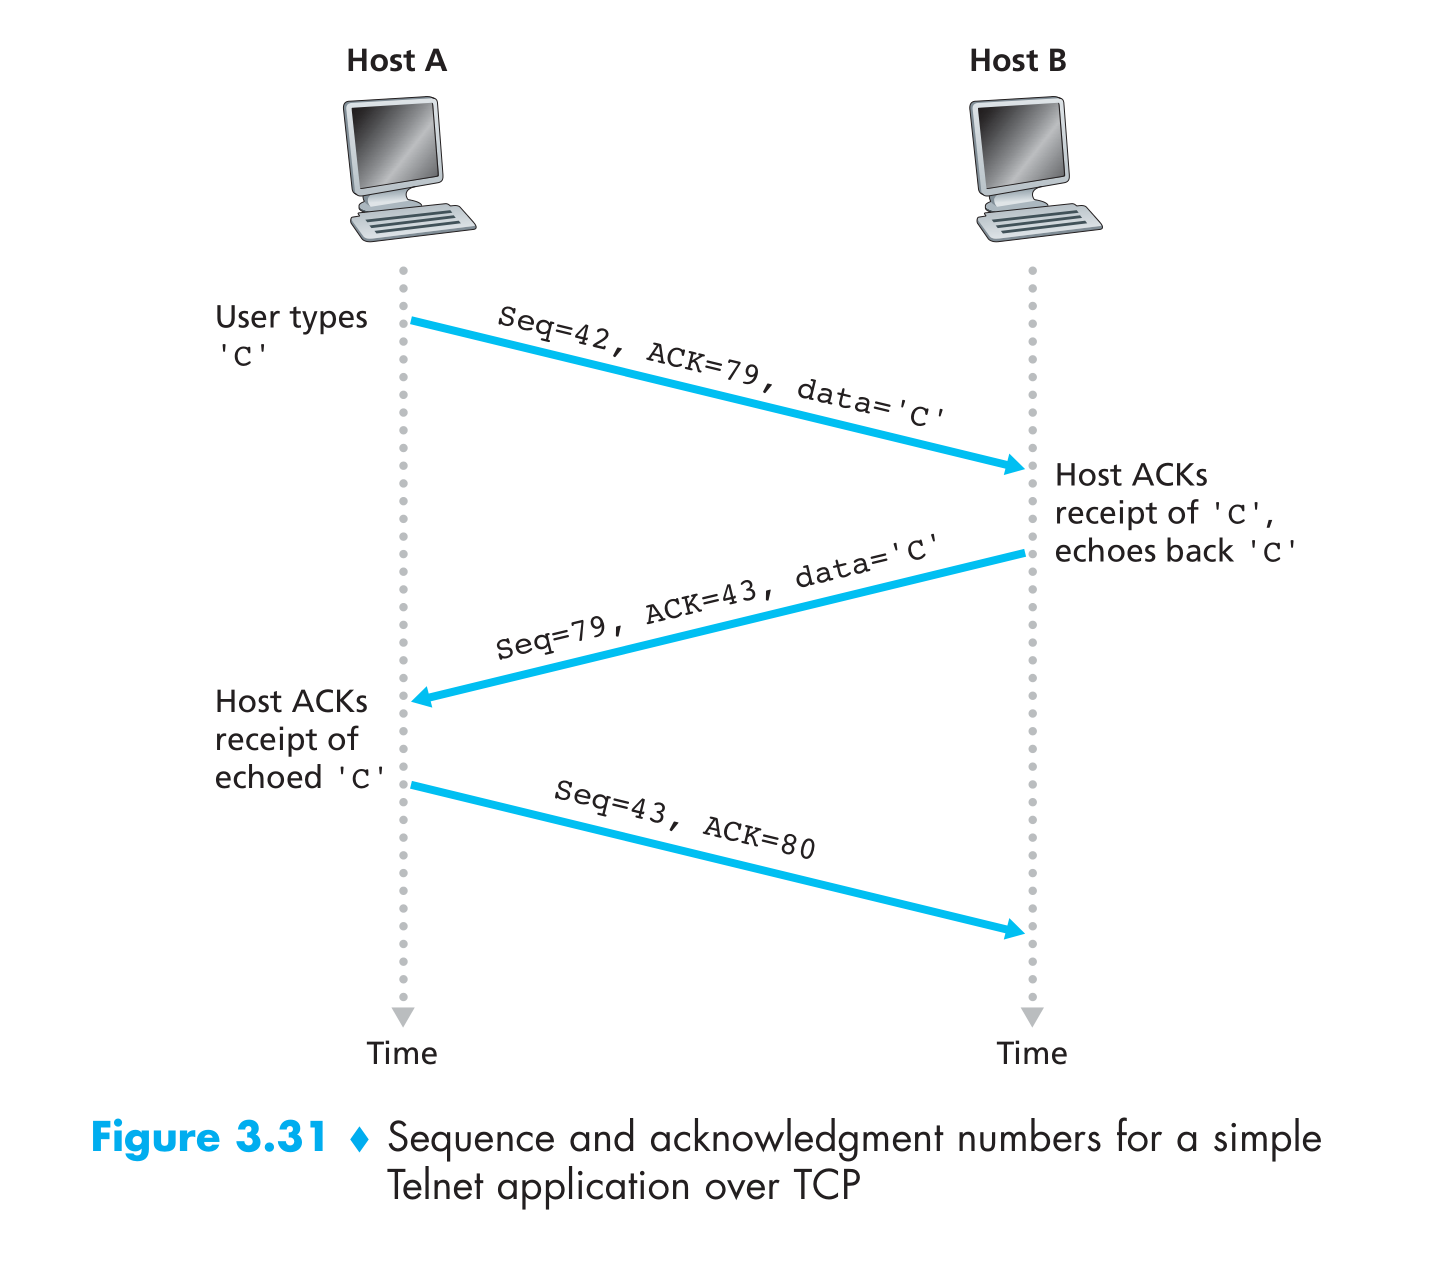 Host A
Host B
User types
'C'
Seq=42, ACK=79, data='C'
Host ACKs
receipt of 'C',
echoes back 'C'
Seq=79, ACK=43, data='C'
Host ACKs
receipt of
echoed 'C'
Seq=43, ACK=80
Time
Time
Figure 3.31 ♦ Sequence and acknowledgment numbers for a simple
Telnet application over TCP